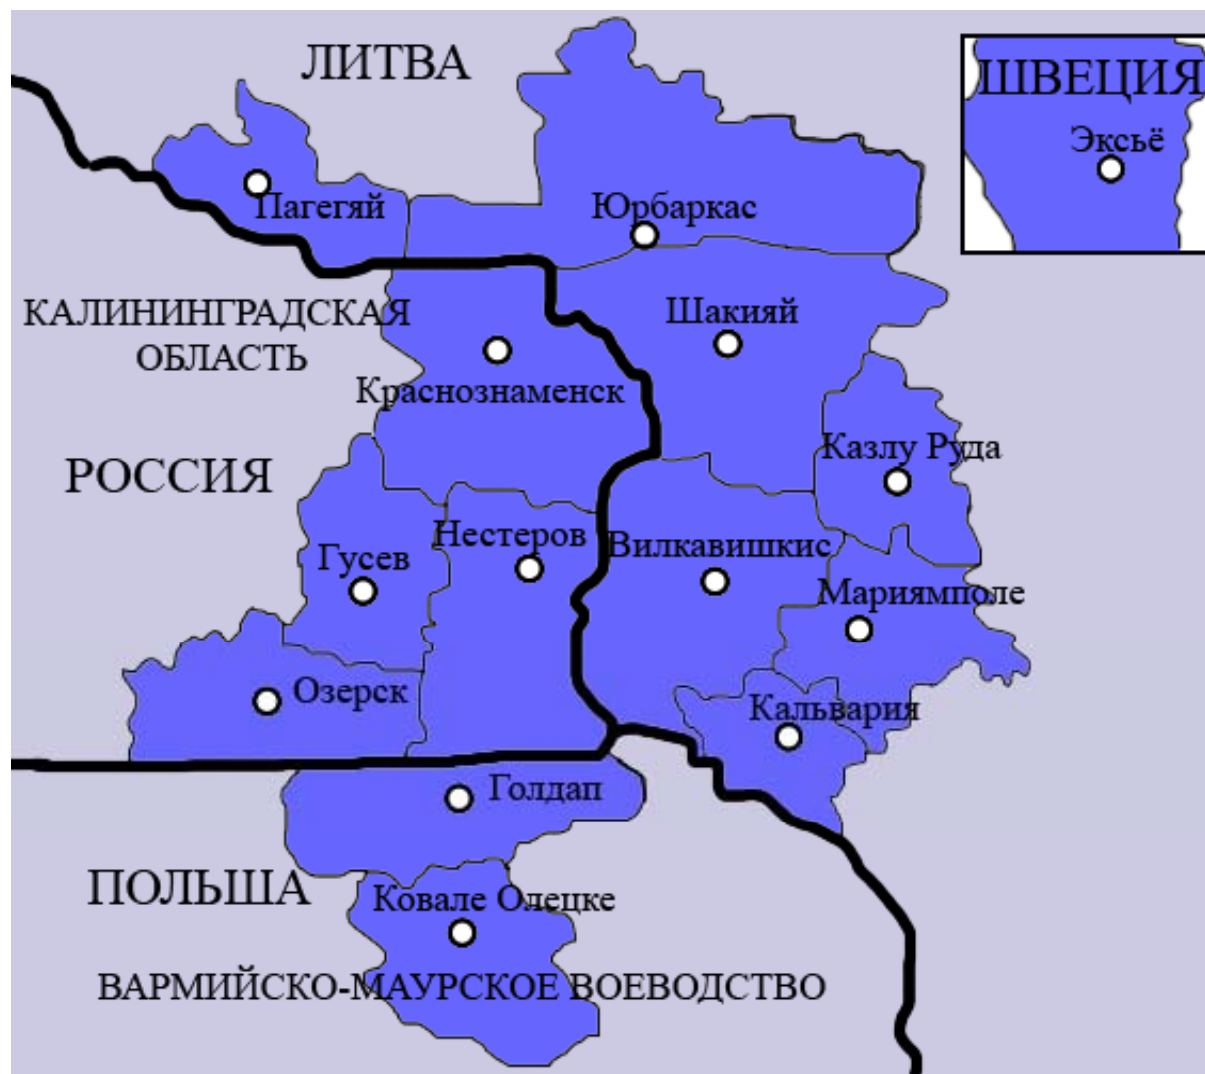 ЛИТВА
ШВЕЦИЯ
Эксьё
Пагегяй
Юрбаркас
КАЛИНИНГРАДСКАЯ
ОБЛАСТЬ
Шакияй
Краснознаменск
РОССИЯ
Казлу Руда
Нестеров
Гусев
Вилкавишкис
Мариямполе
Озерск
Кальвария
Голдап
ПОЛЬША
Ковале Олецке
ВАРМИЙСКО-МАУРСКОЕ ВОЕВОДСТВО